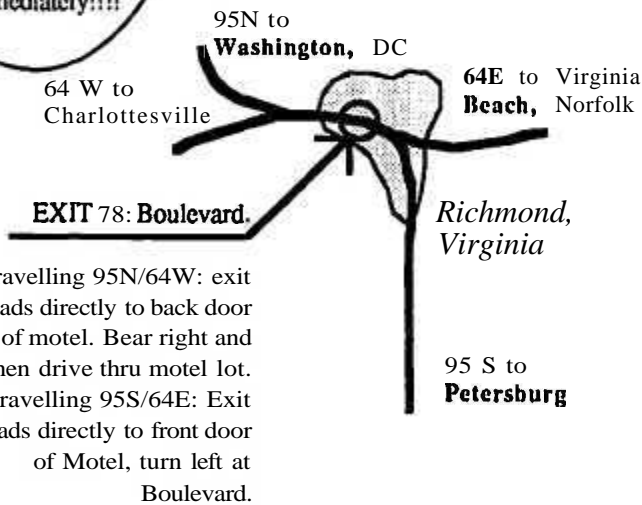 95N to
Washington, DC
64 W to
Charlottesville
64E to Virginia
Beach, Norfolk
EXIT 78: Boulevard.
Richmond,
Virginia
ravelling 95N/64W: exit
ads directly to back door
of motel. Bear right and
hen drive thru motel lot.
ravelling 95S/64E: Exit
ads directly to front door
of Motel, turn left at
Boulevard.
95 S to
Petersburg